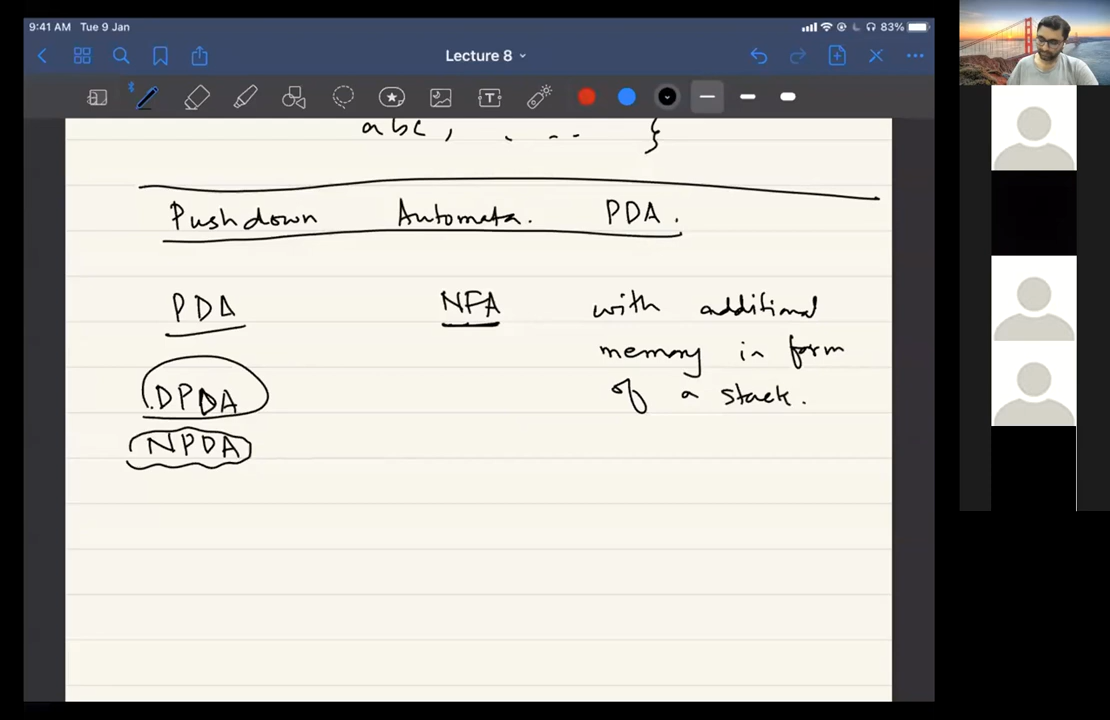 9:41 AM Tue 9 Jan 83%
Lecture 8
T
abc, . ... }
Pushdown Automata. PDA.
PDA NFA with additional
memory in form
DPDA of a stack.
NPDA